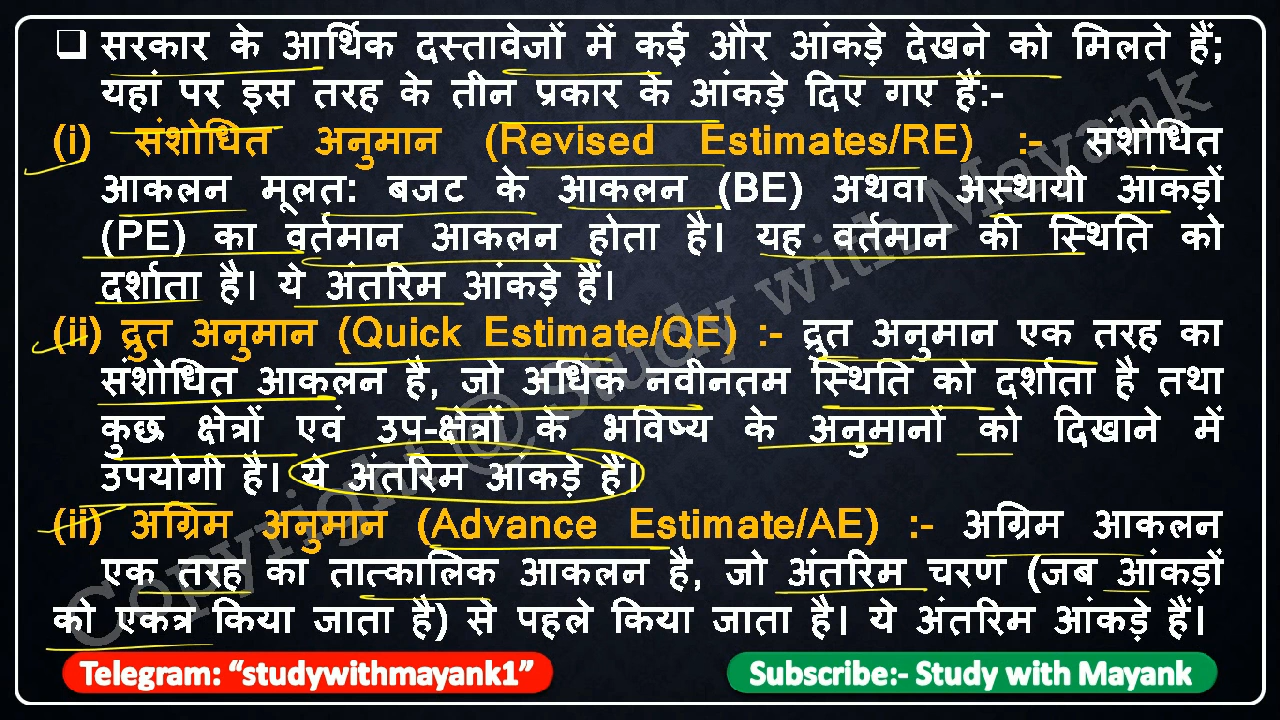 ❑ सरकार के आर्थिक दस्तावेजों में कई और आंकड़े देखने को मिलते हैं;
यहां पर इस तरह के तीन प्रकार के आंकड़े दिए गए हैं:-
(i) संशोधित अनुमान (Revised Estimates/RE) :- संशोधित
आकलन मूलत: बजट के आकलन (BE) अथवा अस्थायी आंकड़ों
(PE) का वर्तमान आकलन होता है। यह वर्तमान की स्थिति को
दर्शाता है। ये अंतरिम आंकड़े हैं।
(ii) द्रुत अनुमान (Quick Estimate/QE) :- द्रुत अनुमान एक तरह का
संशोधित आकलन है, जो अधिक नवीनतम स्थिति को दर्शाता है तथा
कुछ क्षेत्रों एवं उप-क्षेत्रों के भविष्य के अनुमानों को दिखाने में
उपयोगी है। ये अंतरिम आंकड़े हैं।
(ii) अग्रिम अनुमान (Advance Estimate/AE) :- अग्रिम आकलन
एक तरह का तात्कालिक आकलन है, जो अंतरिम चरण (जब आंकड़ों
को एकत्र किया जाता है) से पहले किया जाता है। ये अंतरिम आंकड़े हैं।
Copyright @ Study with Mayank
Telegram: “studywithmayank1”
Subscribe:- Study with Mayank